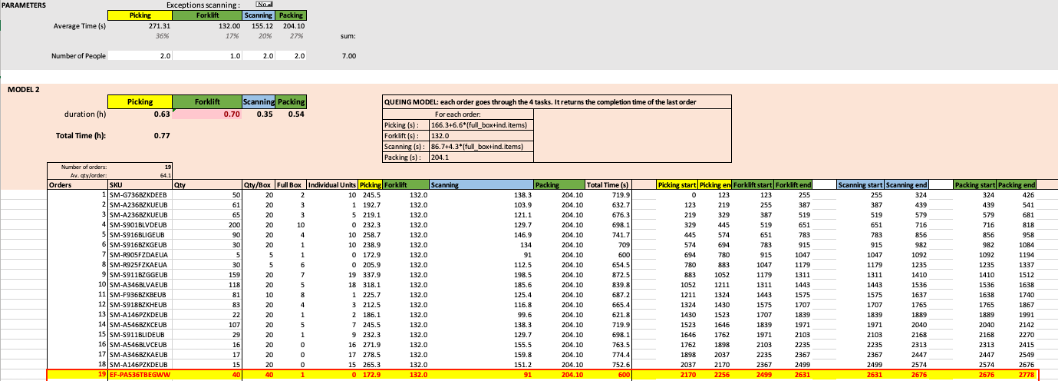 PARAMETERS Exceptions scanning : No
Picking Forklift Scanning Packing
Average Time (s) 271.31 132.00 155.12 204.10
36% 17% 20% 27% sum:
Number of People 2.0 1.0 2.0 2.0 7.00
MODEL 2
Picking Forklift Scanning Packing
duration (h) 0.63 0.70 0.35 0.54
Total Time (h): 0.77
QUEING MODEL: each order goes through the 4 tasks. It returns the completion time of the last order
For each order:
Picking (s) : 166.3+6.6*(full_box+ind.items)
Forklift (s) : 132.0
Scanning (s) : 86.7+4.3*(full_box+ind.items)
Packing (s) : 204.1
Number of orders: 19
Av. qty/order: 64.1
Orders SKU Qty Qty/Box Full Box Individual Units Picking Forklift Scanning Packing Total Time (s) Picking start Picking en Forklift start Forklift end Scanning start Scanning end Packing start Packing end
1 SM-G736BZKDEEB 50 20 2 10 245.5 132.0 138.3 204.10 719.9 0 123 123 255 255 324 324 426
2 SM-A236BZKUEUB 61 20 3 1 192.7 132.0 103.9 204.10 632.7 123 219 255 387 387 439 439 541
3 SM-A236BZKUEUB 65 20 3 5 219.1 132.0 121.1 204.10 676.3 219 329 387 519 519 579 579 681
4 SM-S901BLVDEUB 200 20 10 0 232.3 132.0 129.7 204.10 698.1 329 445 519 651 651 716 716 818
5 SM-S916BLIGEUB 90 20 4 10 258.7 132.0 146.9 204.10 741.7 445 574 651 783 783 856 856 958
6 SM-S916BZKGEUB 30 20 1 10 238.9 132.0 134 204.10 709 574 694 783 915 915 982 982 1084
7 SM-R905FZDAEUA 5 5 1 0 172.9 132.0 91 204.10 600 694 780 915 1047 1047 1092 1092 1194
8 SM-R925FZKAEUA 30 5 6 0 205.9 132.0 112.5 204.10 654.5 780 883 1047 1179 1179 1235 1235 1337
9 SM-S911BZGGEUB 159 20 7 19 337.9 132.0 198.5 204.10 872.5 883 1052 1179 1311 1311 1410 1410 1512
10 SM-A346BLVAEUB 118 20 5 18 318.1 132.0 185.6 204.10 839.8 1052 1211 1311 1443 1443 1536 1536 1638
11 SM-F936BZKBEUB 81 10 8 1 225.7 132.0 125.4 204.10 687.2 1211 1324 1443 1575 1575 1637 1638 1740
12 SM-S918BZKHEUB 83 20 4 3 212.5 132.0 116.8 204.10 665.4 1324 1430 1575 1707 1707 1765 1765 1867
13 SM-A146PZKDEUB 22 20 1 2 186.1 132.0 99.6 204.10 621.8 1430 1523 1707 1839 1839 1889 1889 1991
14 SM-A546BZKCEUB 107 20 5 7 245.5 132.0 138.3 204.10 719.9 1523 1646 1839 1971 1971 2040 2040 2142
15 SM-S911BLIDEUB 29 20 1 9 232.3 132.0 129.7 204.10 698.1 1646 1762 1971 2103 2103 2168 2168 2270
16 SM-A546BLVCEUB 16 20 0 16 271.9 132.0 155.5 204.10 763.5 1762 1898 2103 2235 2235 2313 2313 2415
17 SM-A346BZKAEUB 17 20 0 17 278.5 132.0 159.8 204.10 774.4 1898 2037 2235 2367 2367 2447 2447 2549
18 SM-A146PZKDEUB 15 20 0 15 265.3 132.0 151.2 204.10 752.6 2037 2170 2367 2499 2499 2574 2574 2676
19 EF-PA536TBEGWW 40 40 1 0 172.9 132.0 91 204.10 600 2170 2256 2499 2631 2631 2676 2676 2778